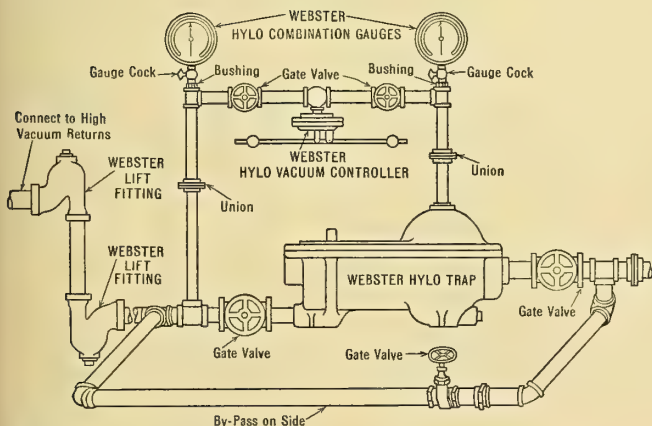 WEBSTER
HYLO COMBINATION GAUGES
Gauge Cock
Bushing
Gate Valve
Bushing
Gauge Cock
Connect to High
Vacuum Returns
WEBSTER
LIFT
FITTING
WEBSTER
HYLO VACUUM CONTROLLER
Union
Union
WEBSTER
LIFT
FITTING
WEBSTER HYLO TRAP
Gate Valve
Gate Valve
Gate Valve
By-Pass on Side